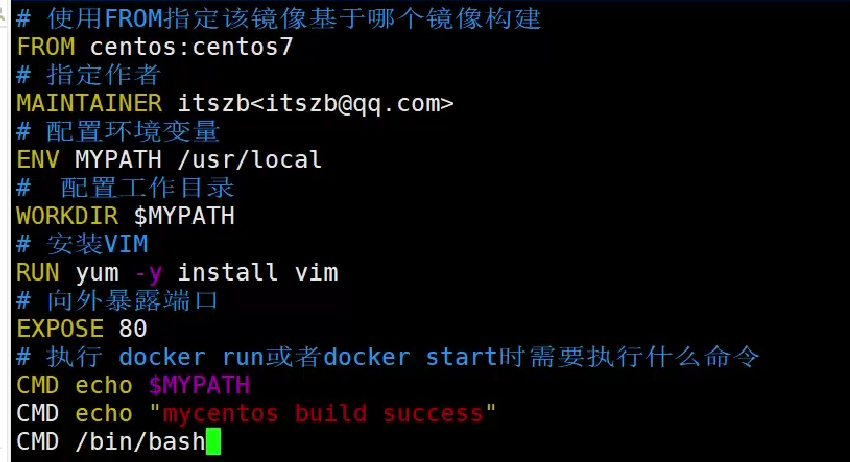 # 使用FROM指定该镜像基于哪个镜像构建
FROM centos:centos7
# 指定作者
MAINTAINER itszb<itszb@qq.com>
# 配置环境变量
ENV MYPATH /usr/local
#  配置工作目录
WORKDIR $MYPATH
# 安装VIM
RUN yum -y install vim
# 向外暴露端口
EXPOSE 80
# 执行 docker run或者docker start时需要执行什么命令
CMD echo $MYPATH
CMD echo "mycentos build success"
CMD /bin/bash